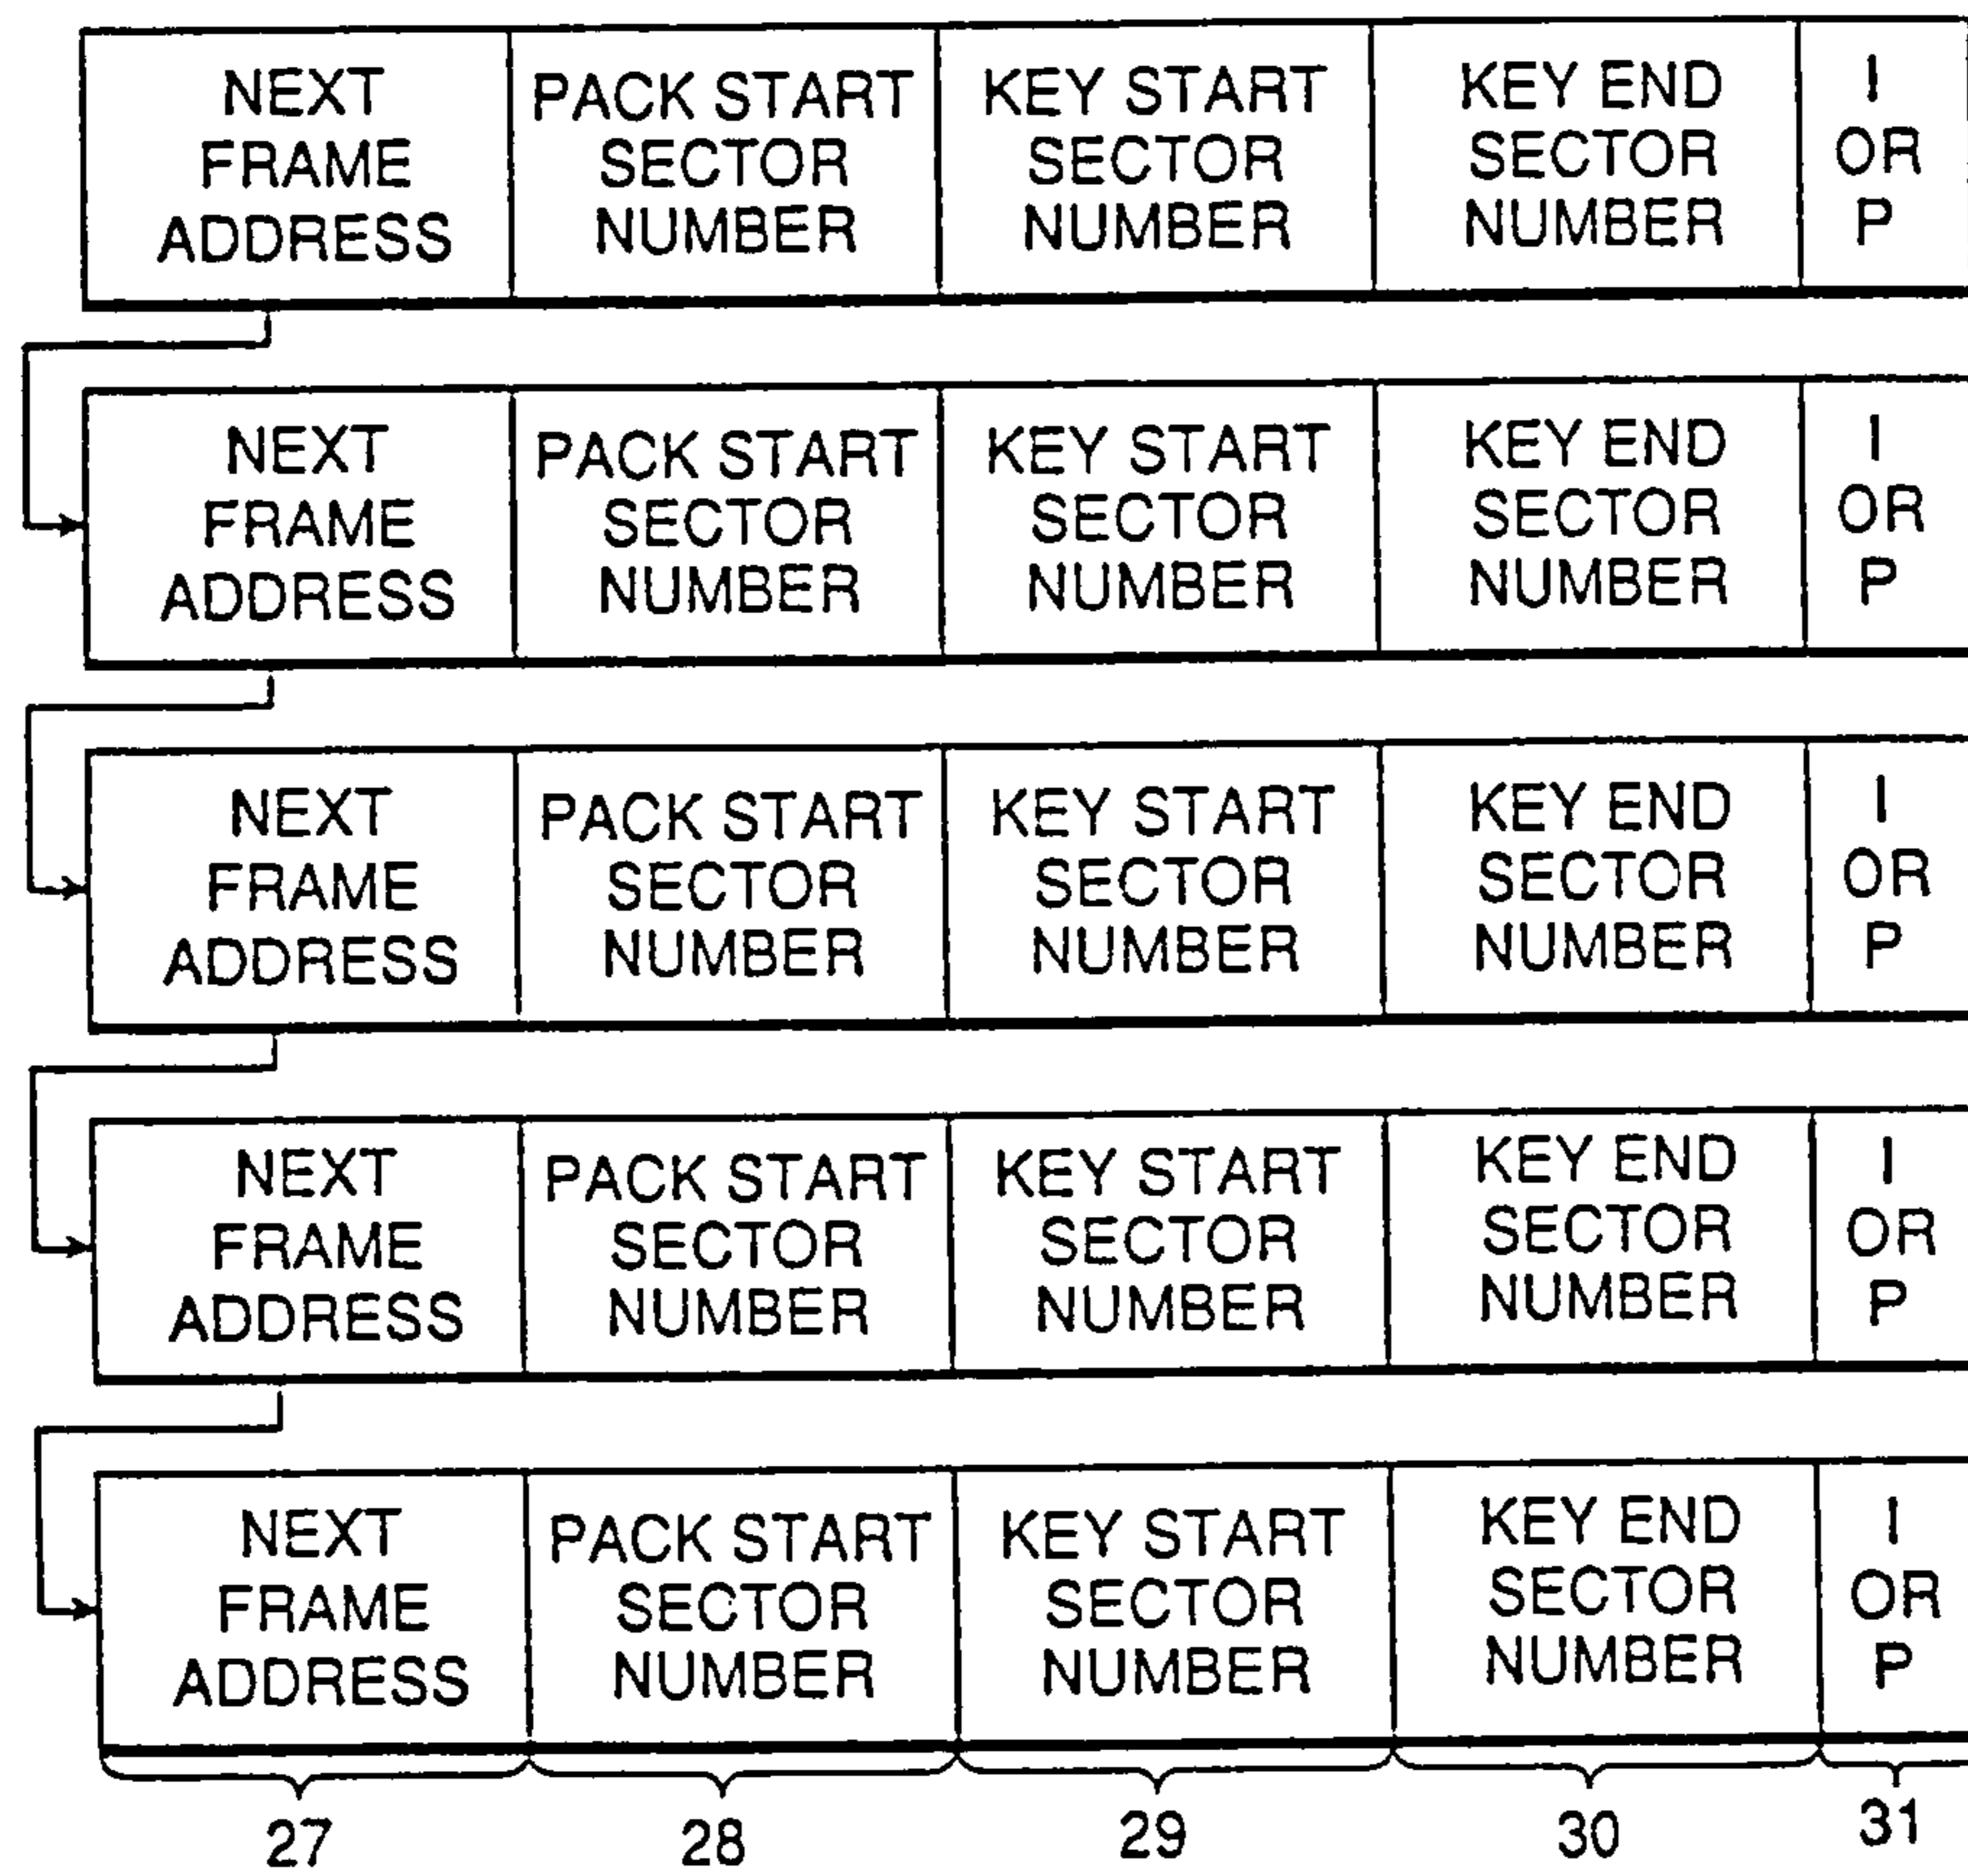 NEXT
FRAME
ADDRESS
PACK START
SECTOR
NUMBER
KEY START
SECTOR
NUMBER
KEY END
SECTOR
NUMBER
I
OR
P
NEXT
FRAME
ADDRESS
PACK START
SECTOR
NUMBER
KEY START
SECTOR
NUMBER
KEY END
SECTOR
NUMBER
I
OR
P
NEXT
FRAME
ADDRESS
PACK START
SECTOR
NUMBER
KEY START
SECTOR
NUMBER
KEY END
SECTOR
NUMBER
I
OR
P
NEXT
FRAME
ADDRESS
PACK START
SECTOR
NUMBER
KEY START
SECTOR
NUMBER
KEY END
SECTOR
NUMBER
I
OR
P
NEXT
FRAME
ADDRESS
PACK START
SECTOR
NUMBER
KEY START
SECTOR
NUMBER
KEY END
SECTOR
NUMBER
I
OR
P
27
28
29
30
31